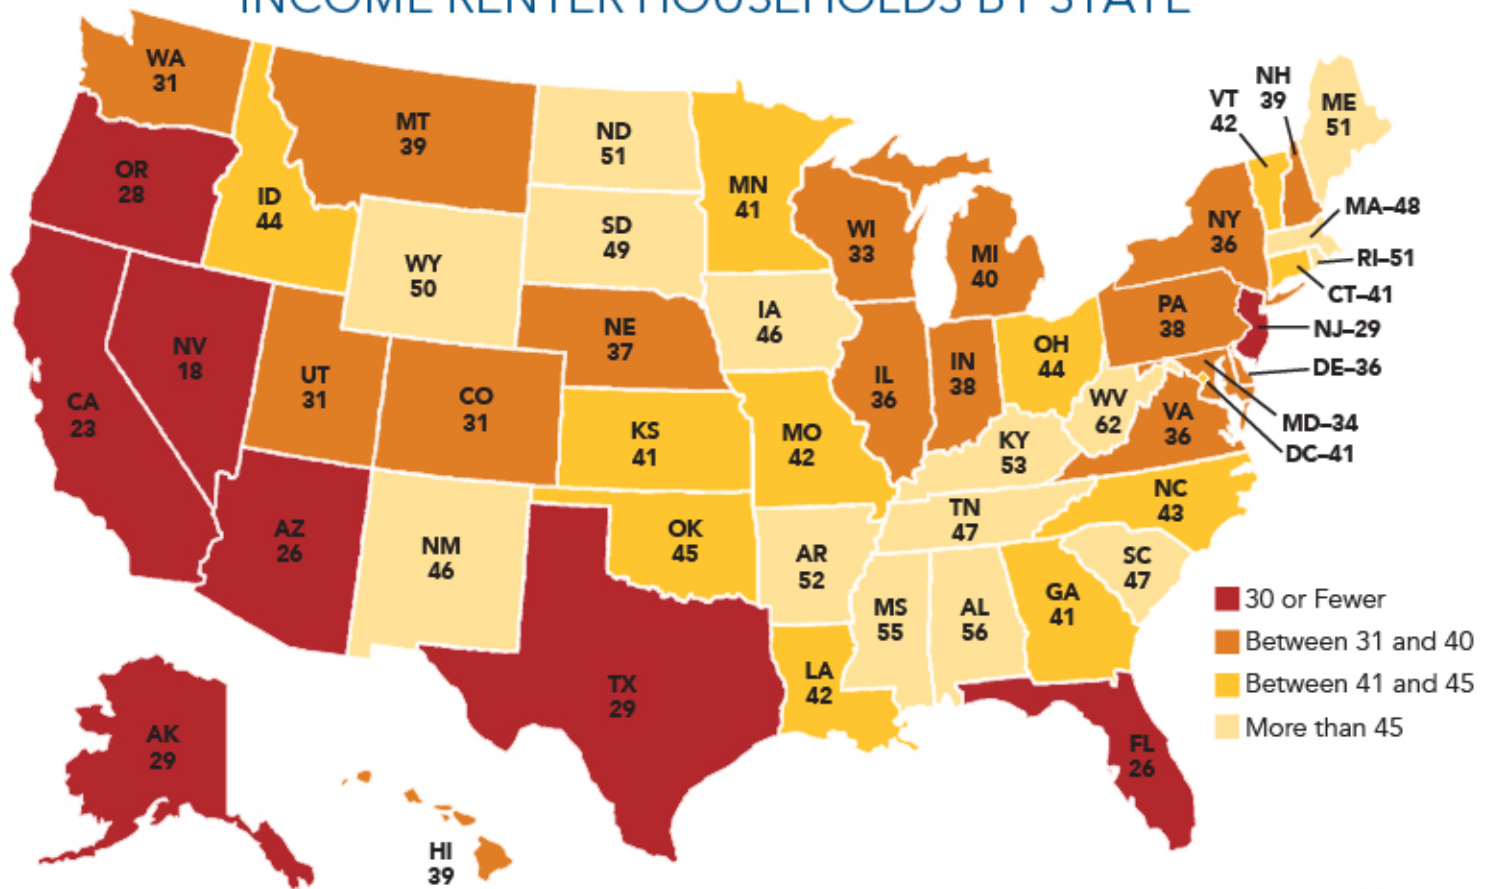 INCOME RENTER HOUSEHOLDS BY STATE
WA
31
OR
28
CA
23
NV
18
ID
44
MT
39
WY
50
UT
31
CO
31
AZ
26
NM
46
ND
51
SD
49
NE
37
KS
41
OK
45
TX
29
MN
41
IA
46
MO
42
AR
52
LA
42
WI
33
IL
36
MI
40
IN
38
OH
44
KY
53
TN
47
MS
55
AL
56
GA
41
FL
26
SC
47
NC
43
VA
36
WV
62
PA
38
NY
36
VT
42
NH
39
ME
51
MA–48
RI–51
CT–41
NJ–29
DE–36
MD–34
DC–41
AK
29
HI
39
30 or Fewer
Between 31 and 40
Between 41 and 45
More than 45